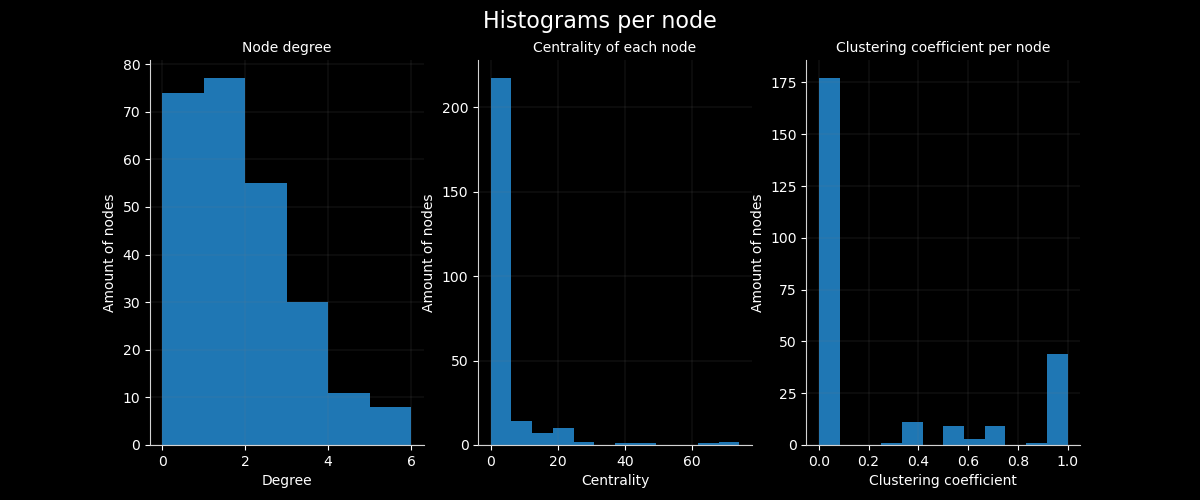 Histograms per node
Node degree
Amount of nodes
80
70
60
50
40
30
20
10
0
0 2 4 6
Degree
Centrality of each node
Amount of nodes
200
150
100
50
0
0 20 40 60
Centrality
Clustering coefficient per node
Amount of nodes
175
150
125
100
75
50
25
0
0.0 0.2 0.4 0.6 0.8 1.0
Clustering coefficient